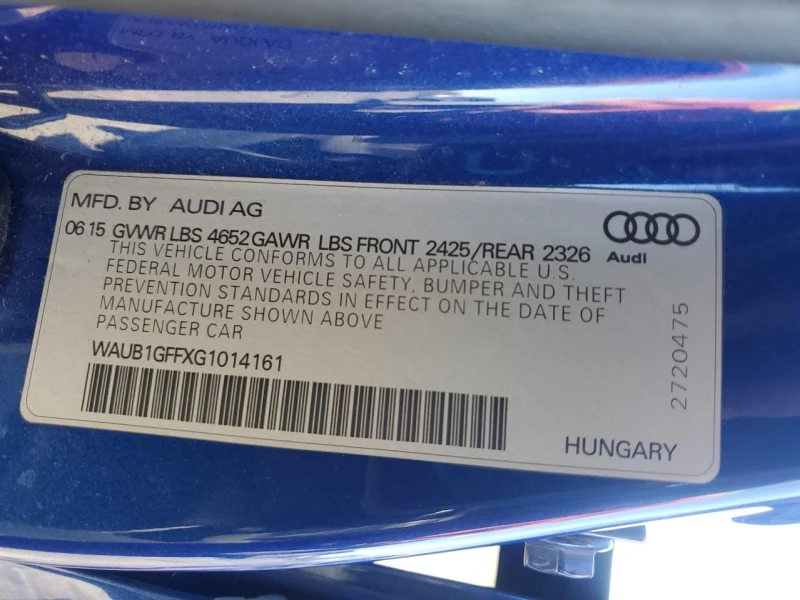 MFD. BY AUDI AG
06 15 GVWR LBS 4652 GAWR LBS FRONT 2425/REAR 2326
Audi
THIS VEHICLE CONFORMS TO ALL APPLICABLE U.S.
FEDERAL MOTOR VEHICLE SAFETY, BUMPER AND THEFT
PREVENTION STANDARDS IN EFFECT ON THE DATE OF
MANUFACTURE SHOWN ABOVE
PASSENGER CAR
WAUB1GFFXG1014161
2720475
HUNGARY